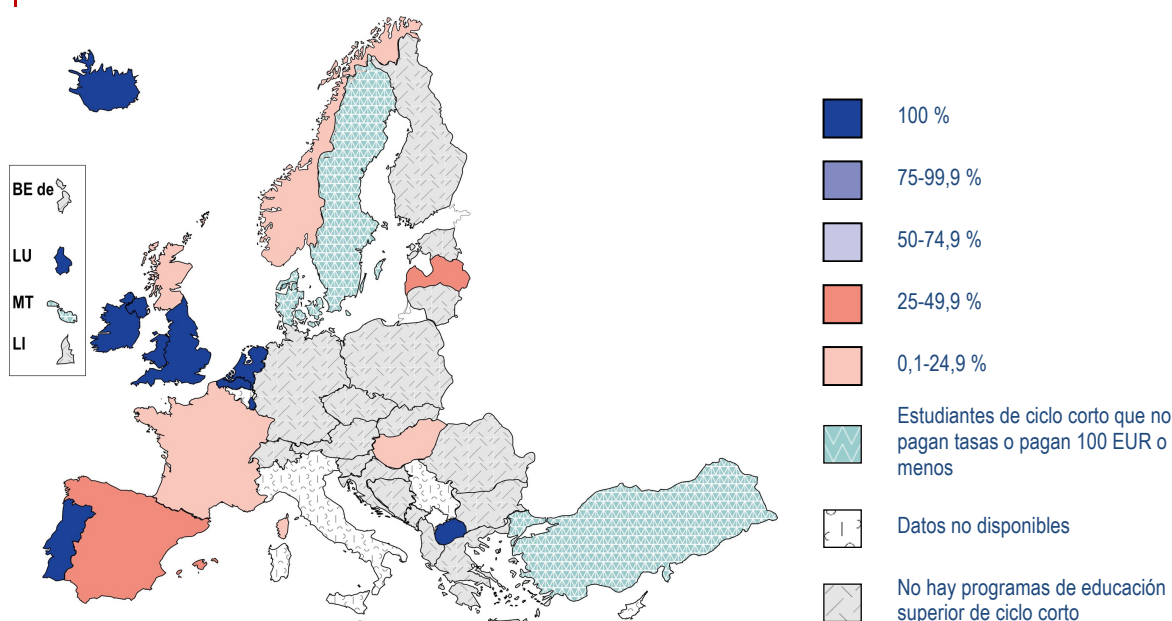 BE de
LU
MT
LI
100 %
75-99,9 %
50-74,9 %
25-49,9 %
0,1-24,9 %
Estudiantes de ciclo corto que no
pagan tasas o pagan 100 EUR o
menos
Datos no disponibles
No hay programas de educación
superior de ciclo corto